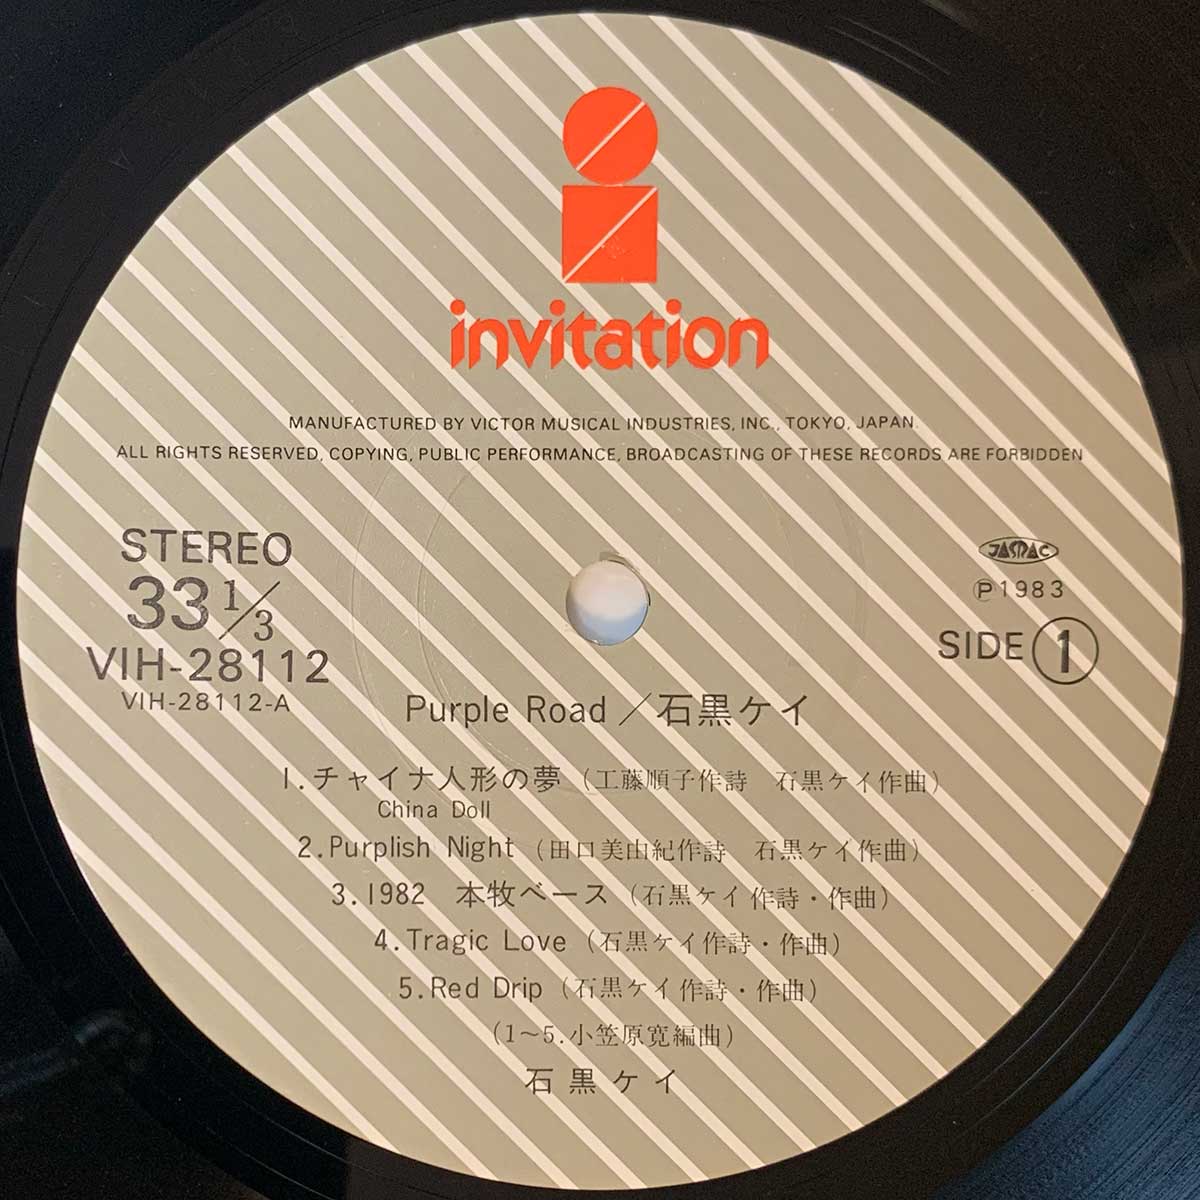 invitation
MANUFACTURED BY VICTOR MUSICAL INDUSTRIES, INC., TOKYO, JAPAN.
ALL RIGHTS RESERVED, COPYING, PUBLIC PERFORMANCE, BROADCASTING OF THESE RECORDS ARE FORBIDDEN
STEREO
33 1/3
VIH-28112
VIH-28112-A
JASRAC
Ⓟ1983
SIDE 1
Purple Road／石黒ケイ
1.チャイナ人形の夢（工藤順子作詩　石黒ケイ作曲）
China Doll
2.Purplish Night（田口美由紀作詩　石黒ケイ作曲）
3.1982　本牧ベース（石黒ケイ作詩・作曲）
4.Tragic Love（石黒ケイ作詩・作曲）
5.Red Drip（石黒ケイ作詩・作曲）
（1〜5.小笠原寛編曲）
石黒ケイ